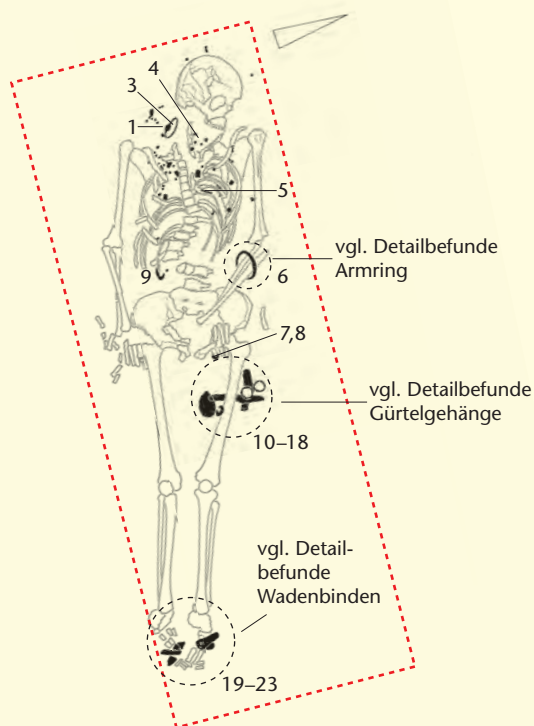 4
3
1
5
9
6
vgl. Detailbefunde
Armring
7,8
vgl. Detailbefunde
Gürtelgehänge
10–18
vgl. Detail-
befunde
Wadenbinden
19–23